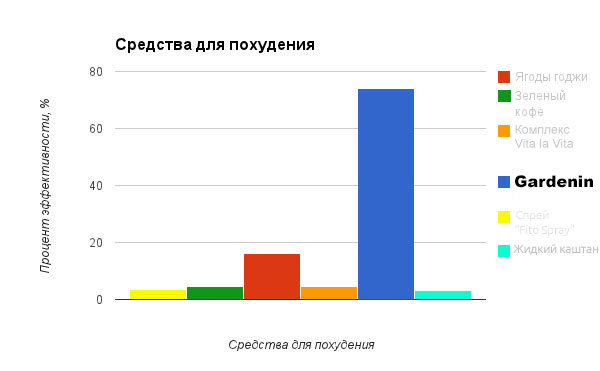 Средства для похудения
Процент эффективности, %
80
60
40
20
0
Средства для похудения
Ягоды годжи
Зеленый
кофе
Комплекс
Vita la Vita
Gardenin
Спрей
"Fito Spray"
Жидкий каштан